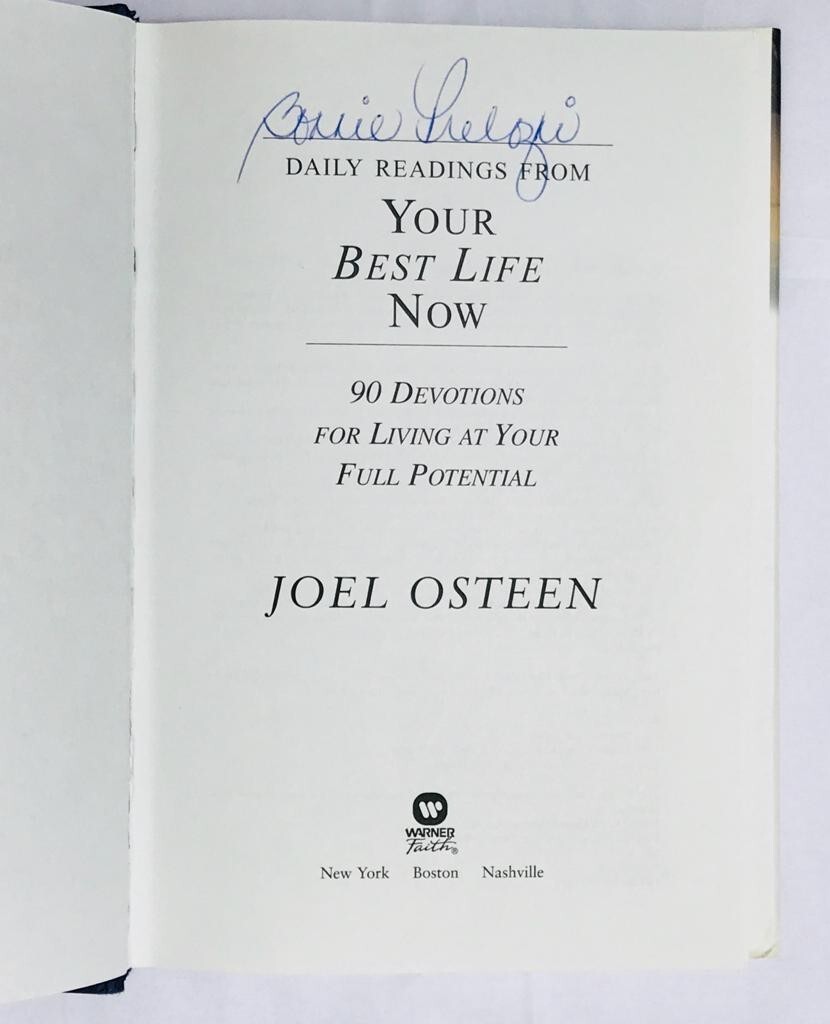 Bonnie
DAILY READINGS FROM
YOUR
BEST LIFE
NOW
90 DEVOTIONS
FOR LIVING AT YOUR
FULL POTENTIAL
JOEL OSTEEN
W
WARNER
Faith®
New York Boston Nashville